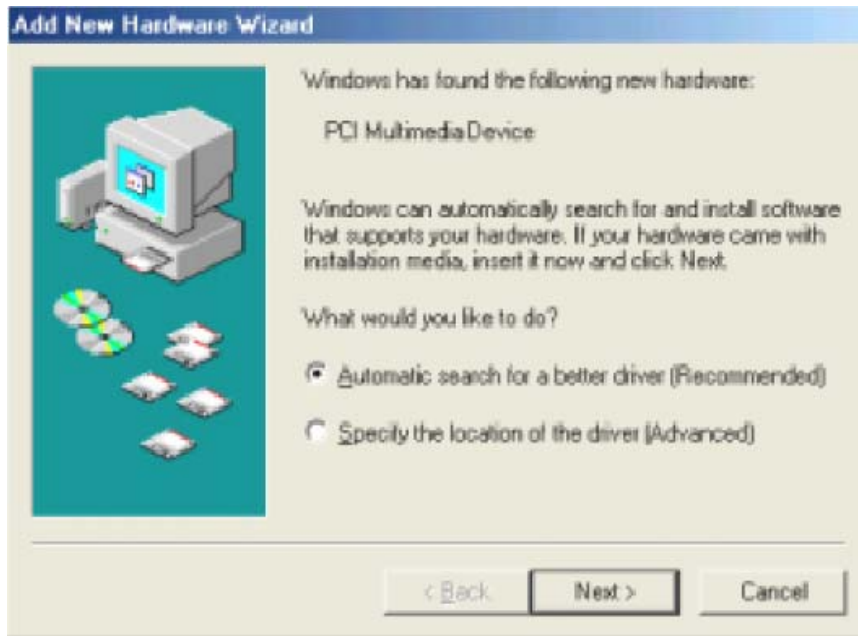 Add New Hardware Wizard
Windows has found the following new hardware:
PCI Multimedia Device
Windows can automatically search for and install software
that supports your hardware. If your hardware came with
installation media, insert it now and click Next.
What would you like to do?
Automatic search for a better driver (Recommended)
Specify the location of the driver (Advanced)
< Back
Next >
Cancel